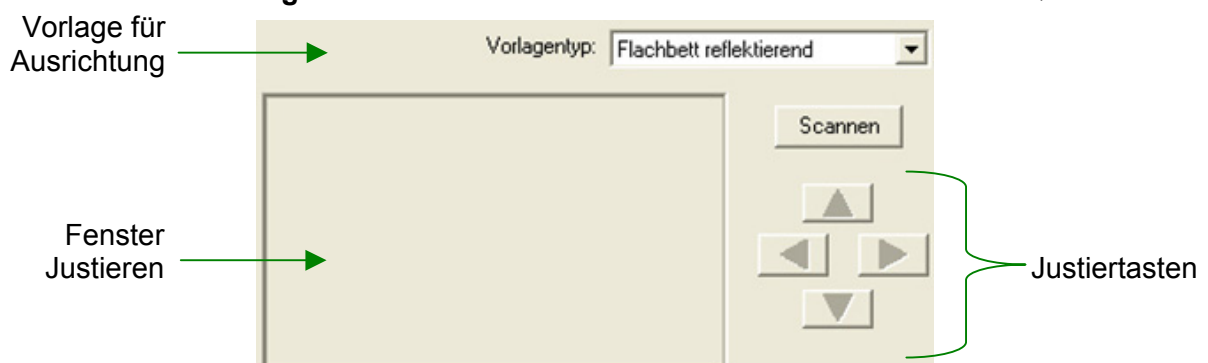 Vorlage für
Ausrichtung
Vorlagentyp: Flachbett reflektierend
Scannen
Fenster
Justieren
Justiertasten